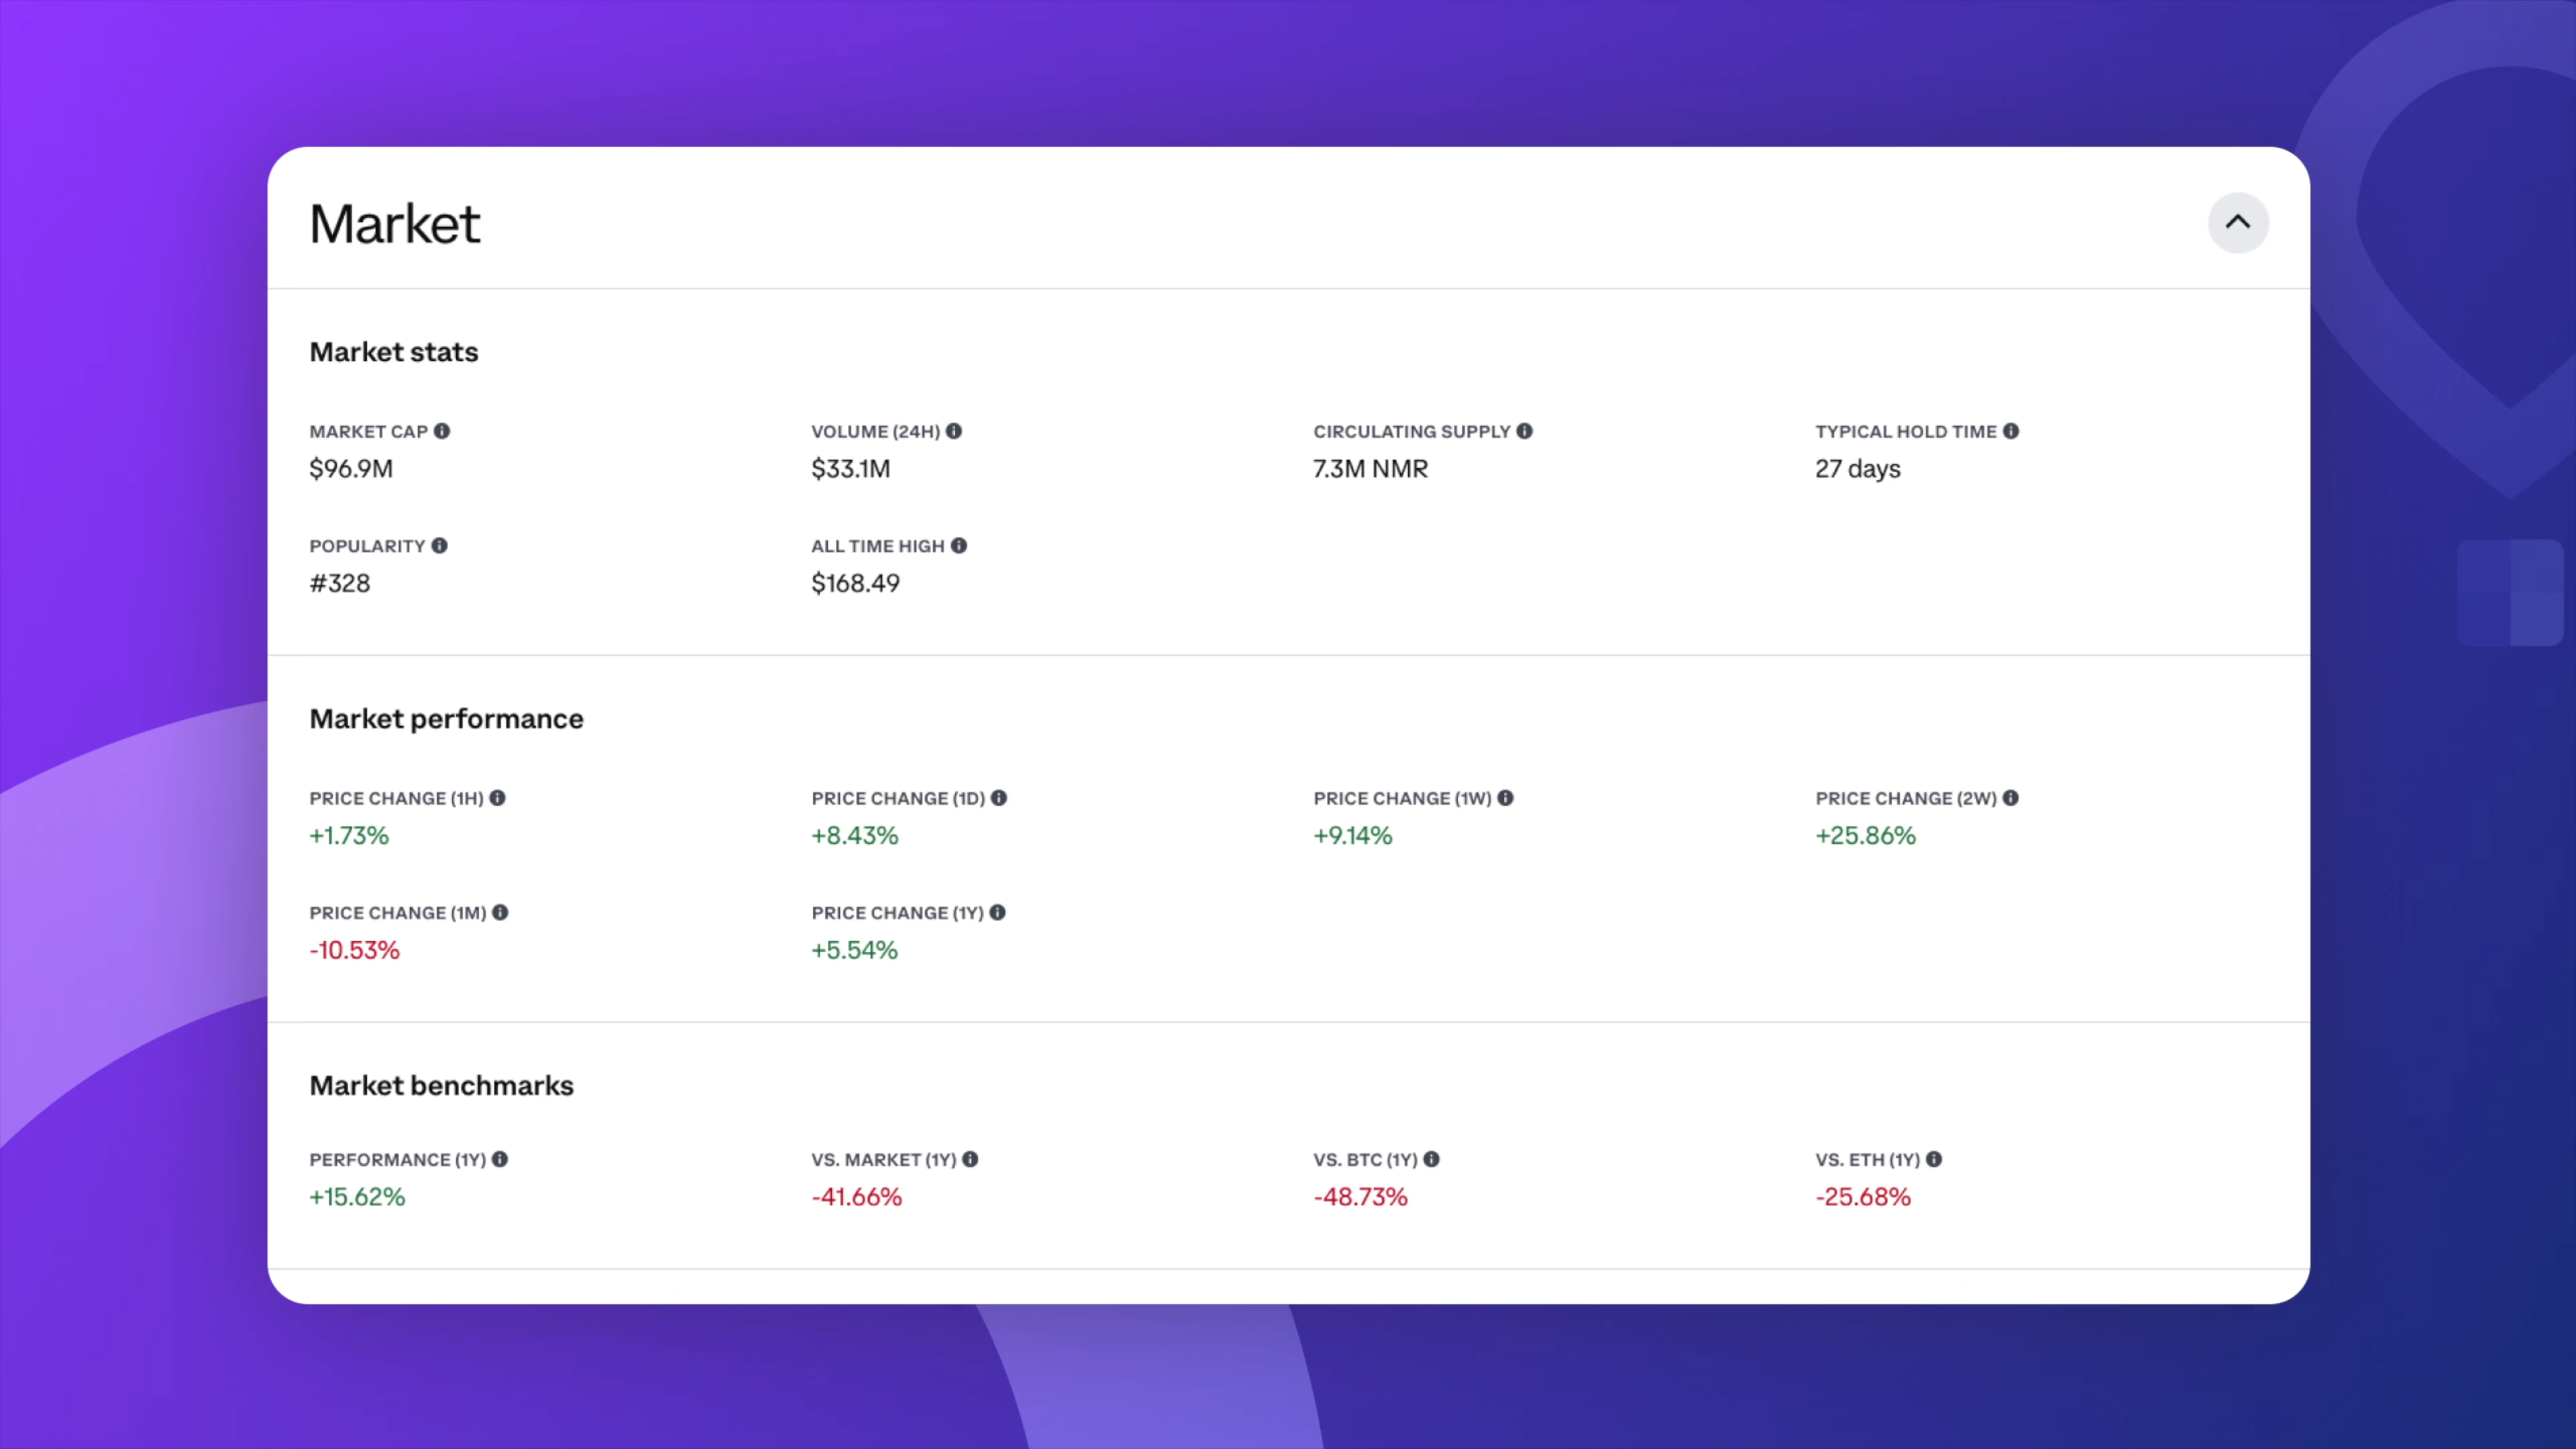 Market
Market stats
MARKET CAP
VOLUME (24H)
CIRCULATING SUPPLY
TYPICAL HOLD TIME
$96.9M
$33.1M
7.3M NMR
27 days
POPULARITY
ALL TIME HIGH
#328
$168.49
Market performance
PRICE CHANGE (1H)
PRICE CHANGE (1D)
PRICE CHANGE (1W)
PRICE CHANGE (2W)
+1.73%
+8.43%
+9.14%
+25.86%
PRICE CHANGE (1M)
PRICE CHANGE (1Y)
-10.53%
+5.54%
Market benchmarks
PERFORMANCE (1Y)
VS. MARKET (1Y)
VS. BTC (1Y)
VS. ETH (1Y)
+15.62%
-41.66%
-48.73%
-25.68%